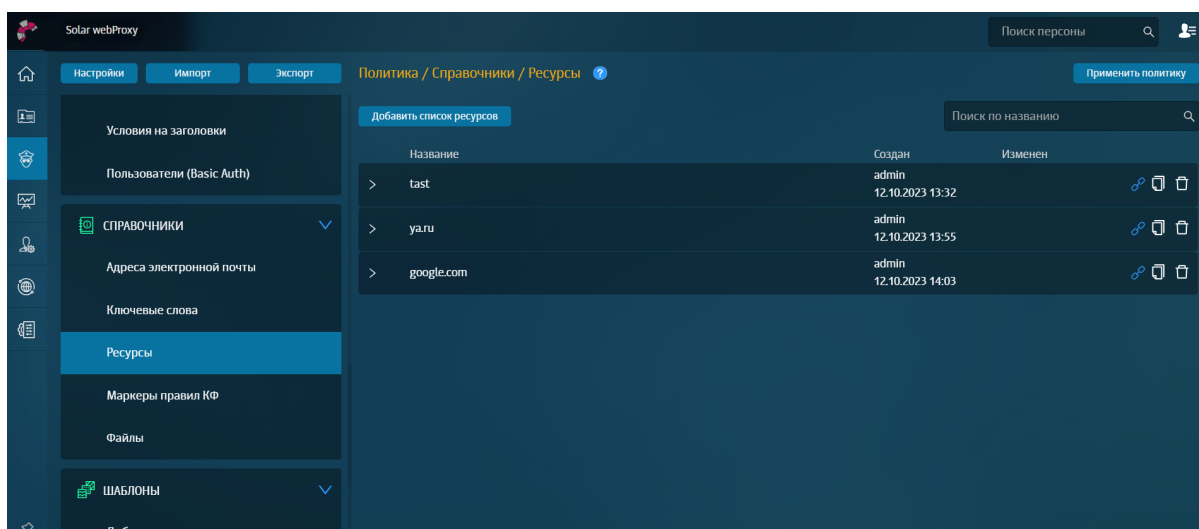 Solar webProxy
Поиск персоны
Настройки
Импорт
Экспорт
Политика / Справочники / Ресурсы ?
Применить политику
Условия на заголовки
Пользователи (Basic Auth)
СПРАВОЧНИКИ
Адреса электронной почты
Ключевые слова
Ресурсы
Маркеры правил КФ
Файлы
ШАБЛОНЫ
Добавить список ресурсов
Поиск по названию
Название Создан Изменен
tast admin
12.10.2023 13:32
ya.ru admin
12.10.2023 13:55
google.com admin
12.10.2023 14:03